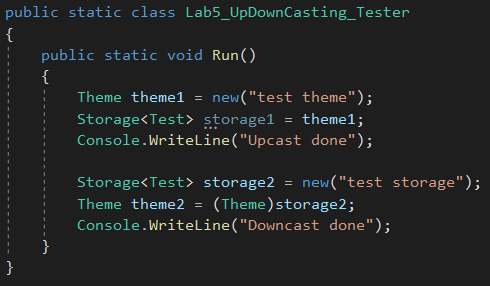 public static class Lab5_UpDownCasting_Tester
{
public static void Run()
{
Theme theme1 = new("test theme");
Storage<Test> storage1 = theme1;
Console.WriteLine("Upcast done");
Storage<Test> storage2 = new("test storage");
Theme theme2 = (Theme)storage2;
Console.WriteLine("Downcast done");
}
}